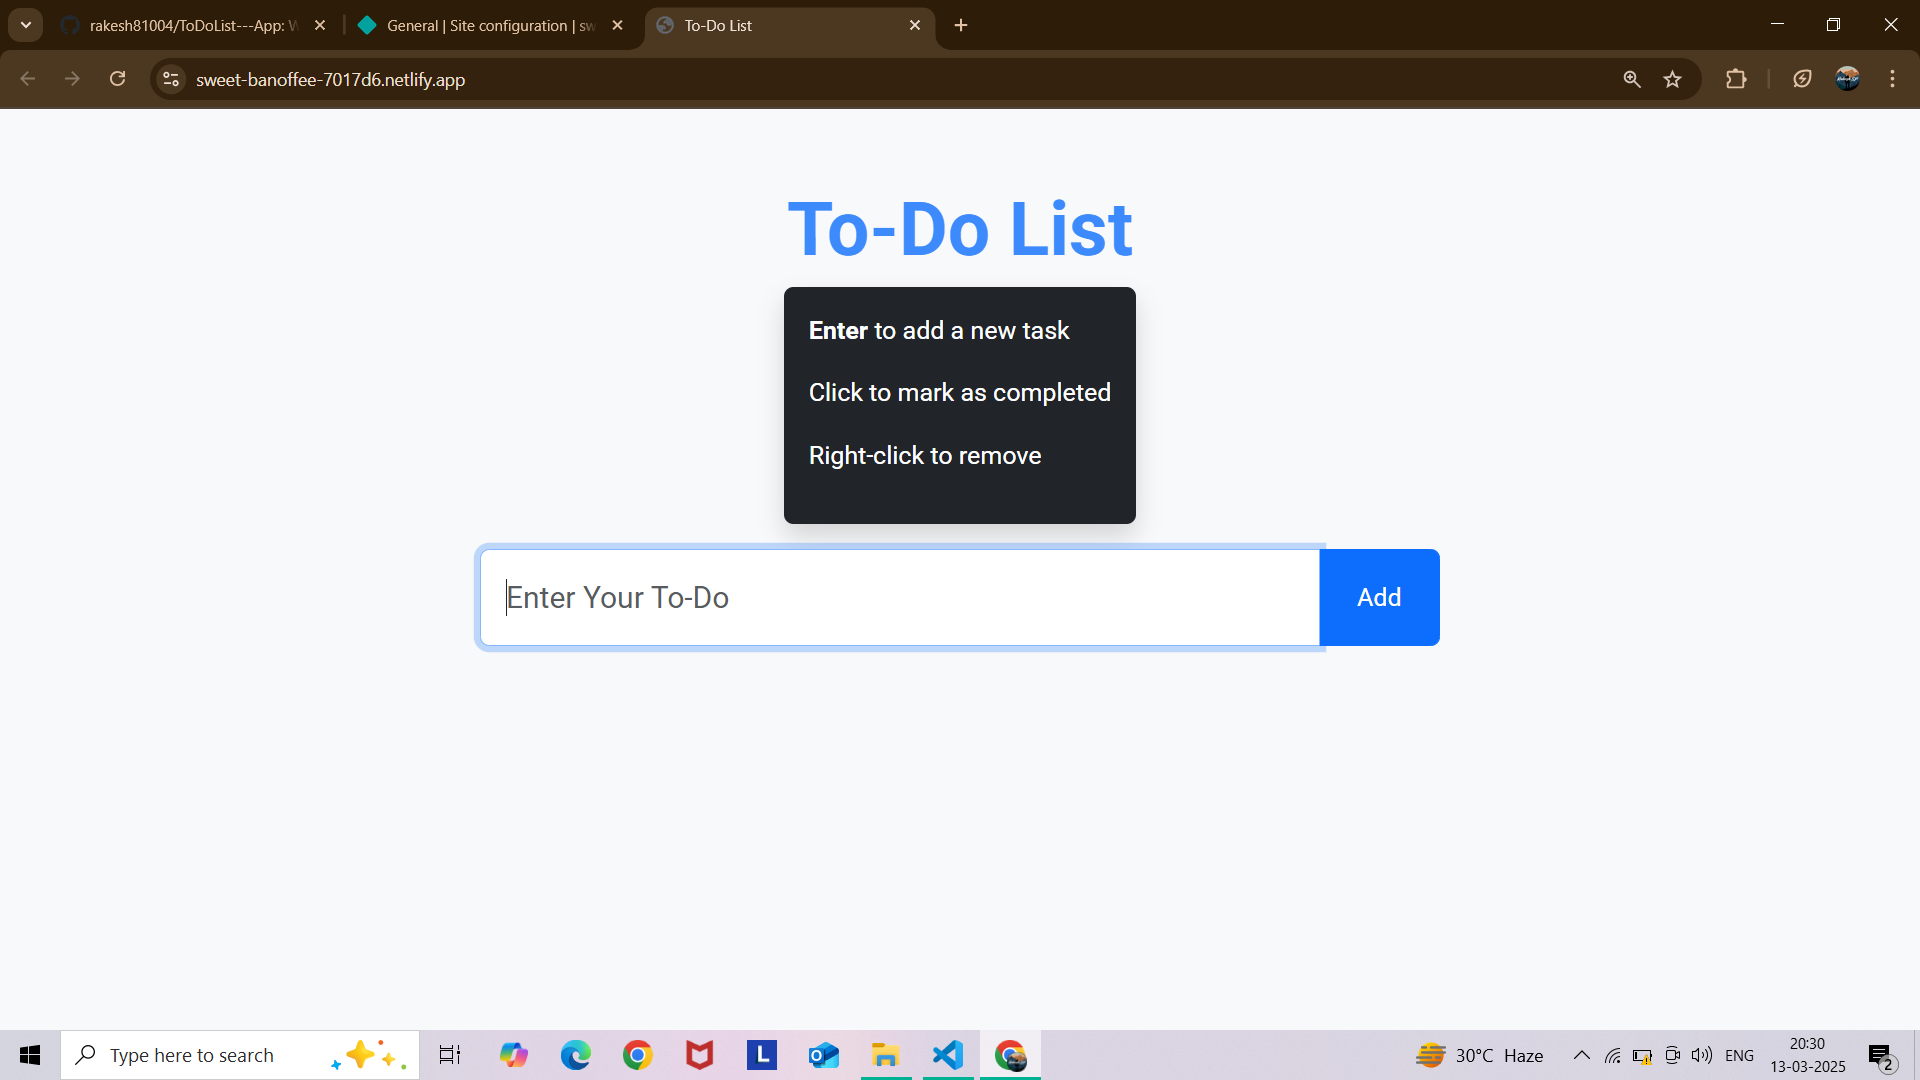 rakesh81004/ToDoList---App: W
General | Site configuration | sw
To-Do List
sweet-banoffee-7017d6.netlify.app
To-Do List
Enter to add a new task
Click to mark as completed
Right-click to remove
Enter Your To-Do
Add
Type here to search
L
30°C Haze
ENG
20:30
13-03-2025
2